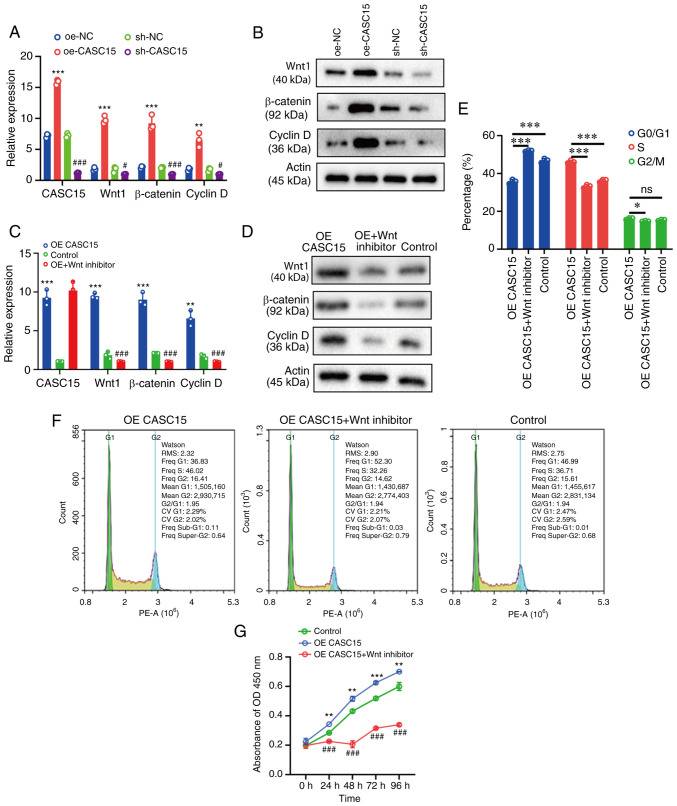 A
oe-NC
sh-NC
oe-CASC15
sh-CASC15
Relative expression
20
15
10
5
0
***
***
***
**
###
#
###
#
CASC15 Wnt1 β-catenin Cyclin D
B
oe-NC
oe-CASC15
sh-NC
sh-CASC15
Wnt1
(40 kDa)
β-catenin
(92 kDa)
Cyclin D
(36 kDa)
Actin
(45 kDa)
C
OE CASC15
Control
OE+Wnt inhibitor
Relative expression
15
10
5
0
***
***
***
**
###
###
###
CASC15 Wnt1 β-catenin Cyclin D
D
OE
CASC15
OE+Wnt
inhibitor
Control
Wnt1
(40 kDa)
β-catenin
(92 kDa)
Cyclin D
(36 kDa)
Actin
(45 kDa)
E
G0/G1
S
G2/M
Percentage (%)
60
40
20
0
***
***
***
***
ns
*
OE CASC15
OE CASC15+Wnt inhibitor
Control
OE CASC15
OE CASC15+Wnt inhibitor
Control
OE CASC15
OE CASC15+Wnt inhibitor
Control
F
OE CASC15
856
600
400
200
0
Count
G1 G2
Watson
RMS: 2.32
Freq G1: 36.83
Freq S: 46.02
Freq G2: 16.41
Mean G1: 1,505,160
Mean G2: 2,930,715
G2/G1: 1.95
CV G1: 2.29%
CV G2: 2.02%
Freq Sub-G1: 0.11
Freq Super-G2: 0.64
0.8 2 3 4 5.3
PE-A (10⁶)
OE CASC15+Wnt inhibitor
1.3
0.8
0.4
0
Count (10³)
G1 G2
Watson
RMS: 2.90
Freq G1: 52.30
Freq S: 32.26
Freq G2: 14.62
Mean G1: 1,430,687
Mean G2: 2,774,403
G2/G1: 1.94
CV G1: 2.21%
CV G2: 2.07%
Freq Sub-G1: 0.03
Freq Super-G2: 0.79
0.8 2 3 4 5.3
PE-A (10⁶)
Control
1
0.8
0.4
0
Count (10³)
G1 G2
Watson
RMS: 2.75
Freq G1: 46.99
Freq S: 36.71
Freq G2: 15.61
Mean G1: 1,455,617
Mean G2: 2,831,134
G2/G1: 1.94
CV G1: 2.47%
CV G2: 2.59%
Freq Sub-G1: 0.01
Freq Super-G2: 0.68
0.8 2 3 4 5.3
PE-A (10⁶)
G
Control
OE CASC15
OE CASC15+Wnt inhibitor
Absorbance of OD 450 nm
0.8
0.6
0.4
0.2
0.0
**
**
***
**
###
###
###
###
0 h 24 h 48 h 72 h 96 h
Time